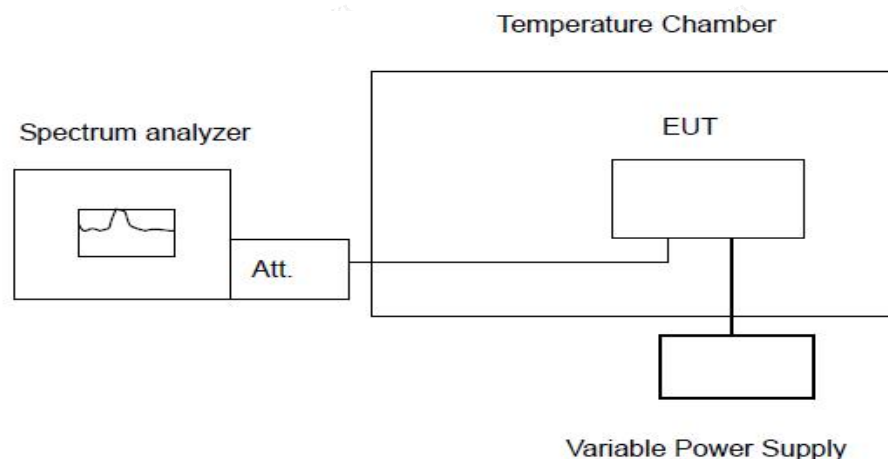 Temperature Chamber
Spectrum analyzer
EUT
Att.
Variable Power Supply